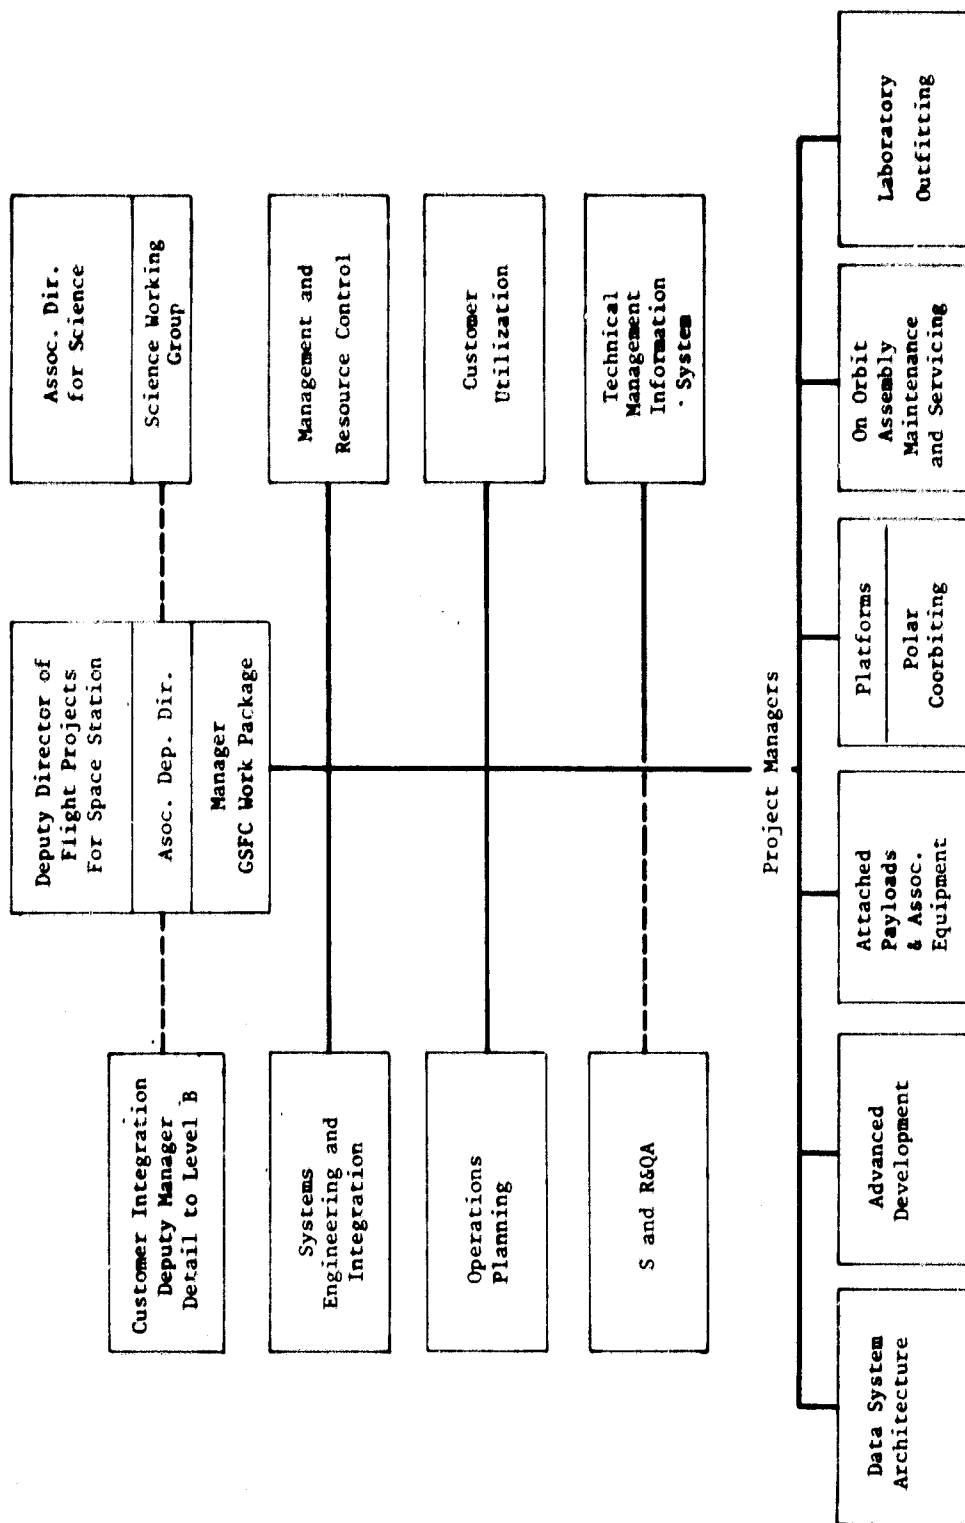 Deputy Director of
Flight Projects
For Space Station
Asoc. Dep. Dir.
Manager
GSFC Work Package
Assoc. Dir.
for Science
Science Working
Group
Customer Integration
Deputy Manager
Detail to Level B
Systems
Engineering and
Integration
Management and
Resource Control
Operations
Planning
Customer
Utilization
S and R&QA
Technical
Management
Information
System
Project Managers
Data System
Architecture
Advanced
Development
Attached
Payloads
& Assoc.
Equipment
Platforms
Polar
Coorbiting
On Orbit
Assembly
Maintenance
and Servicing
Laboratory
Outfitting